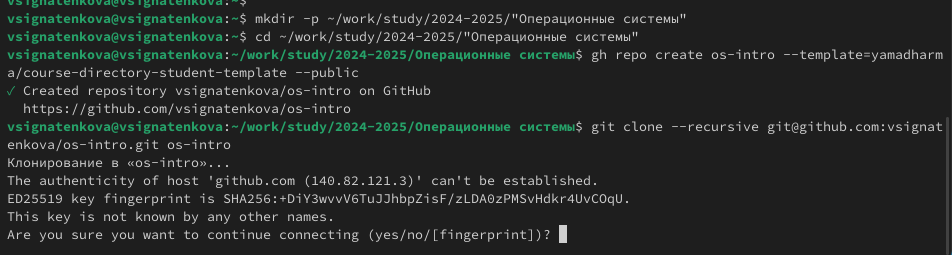 vsignatenkova@vsignatenkova:~$
vsignatenkova@vsignatenkova:~$ mkdir -p ~/work/study/2024-2025/"Операционные системы"
vsignatenkova@vsignatenkova:~$ cd ~/work/study/2024-2025/"Операционные системы"
vsignatenkova@vsignatenkova:~/work/study/2024-2025/Операционные системы$ gh repo create os-intro --template=yamadharm
a/course-directory-student-template --public
✓ Created repository vsignatenkova/os-intro on GitHub
  https://github.com/vsignatenkova/os-intro
vsignatenkova@vsignatenkova:~/work/study/2024-2025/Операционные системы$ git clone --recursive git@github.com:vsignat
enkova/os-intro.git os-intro
Клонирование в «os-intro»...
The authenticity of host 'github.com (140.82.121.3)' can't be established.
ED25519 key fingerprint is SHA256:+DiY3wvvV6TuJJhbpZisF/zLDA0zPMSvHdkr4UvCOqU.
This key is not known by any other names.
Are you sure you want to continue connecting (yes/no/[fingerprint])?